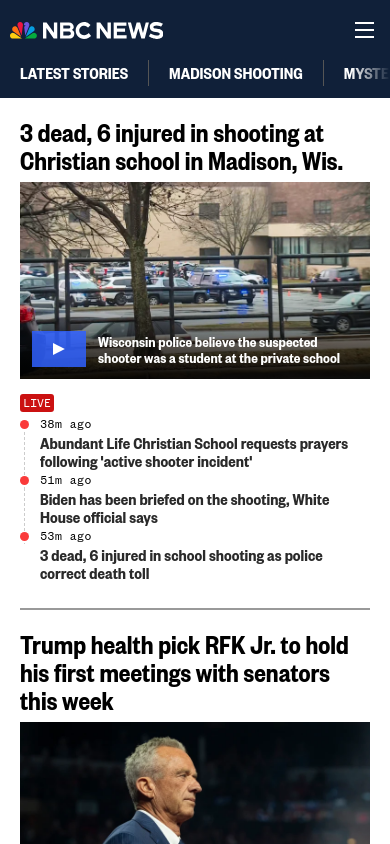 NBC NEWS
LATEST STORIES
MADISON SHOOTING
3 dead, 6 injured in shooting at
Christian school in Madison, Wis.
Wisconsin police believe the suspected
shooter was a student at the private school
LIVE
38m ago
Abundant Life Christian School requests prayers
following 'active shooter incident'
51m ago
Biden has been briefed on the shooting, White
House official says
53m ago
3 dead, 6 injured in school shooting as police
correct death toll
Trump health pick RFK Jr. to hold
his first meetings with senators
this week